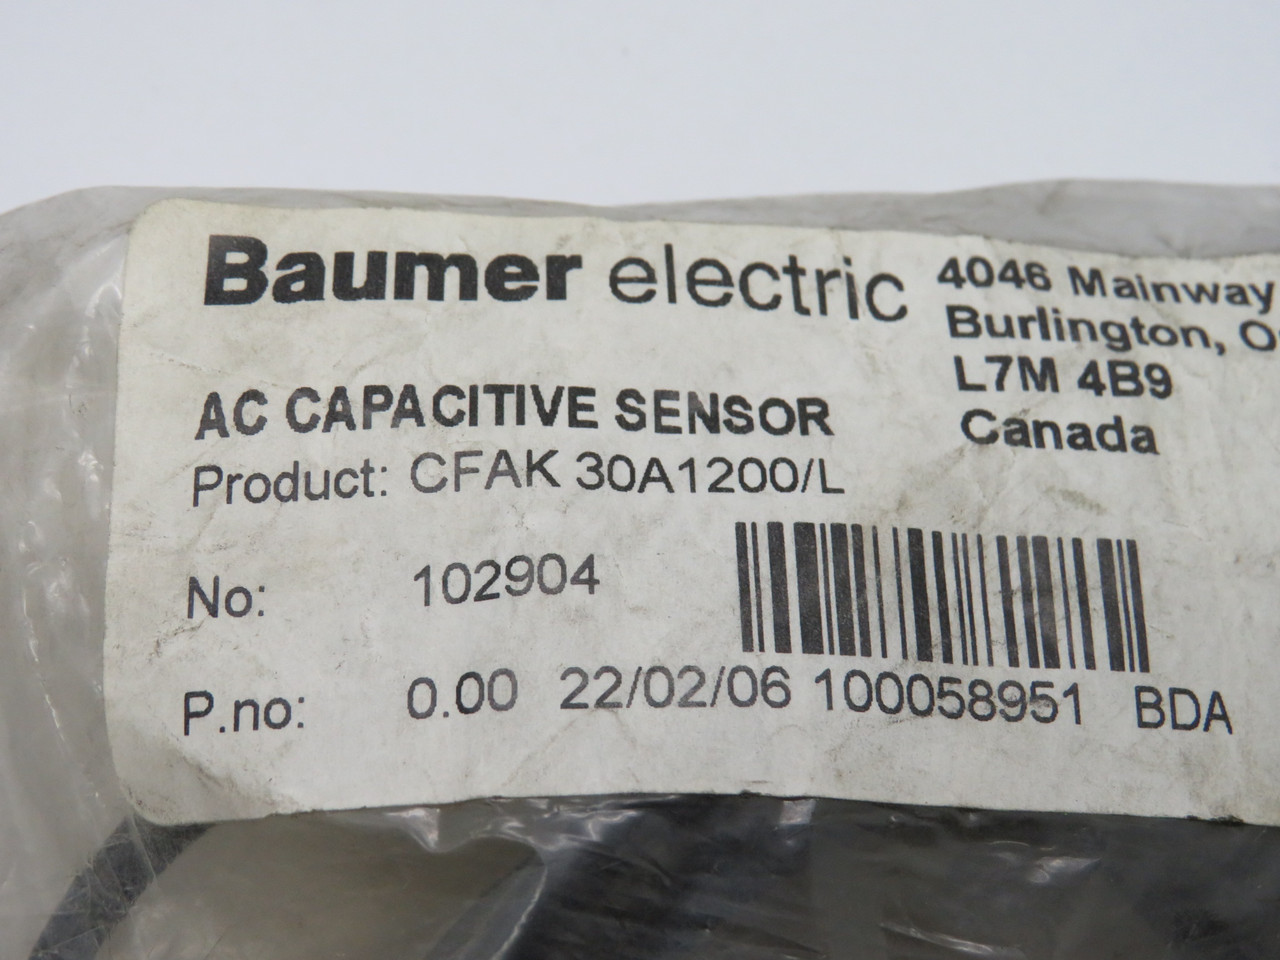 Baumer electric
4046 Mainway
Burlington,
L7M 4B9
Canada
AC CAPACITIVE SENSOR
Product: CFAK 30A1200/L
No: 102904
P.no: 0.00 22/02/06 100058951 BDA